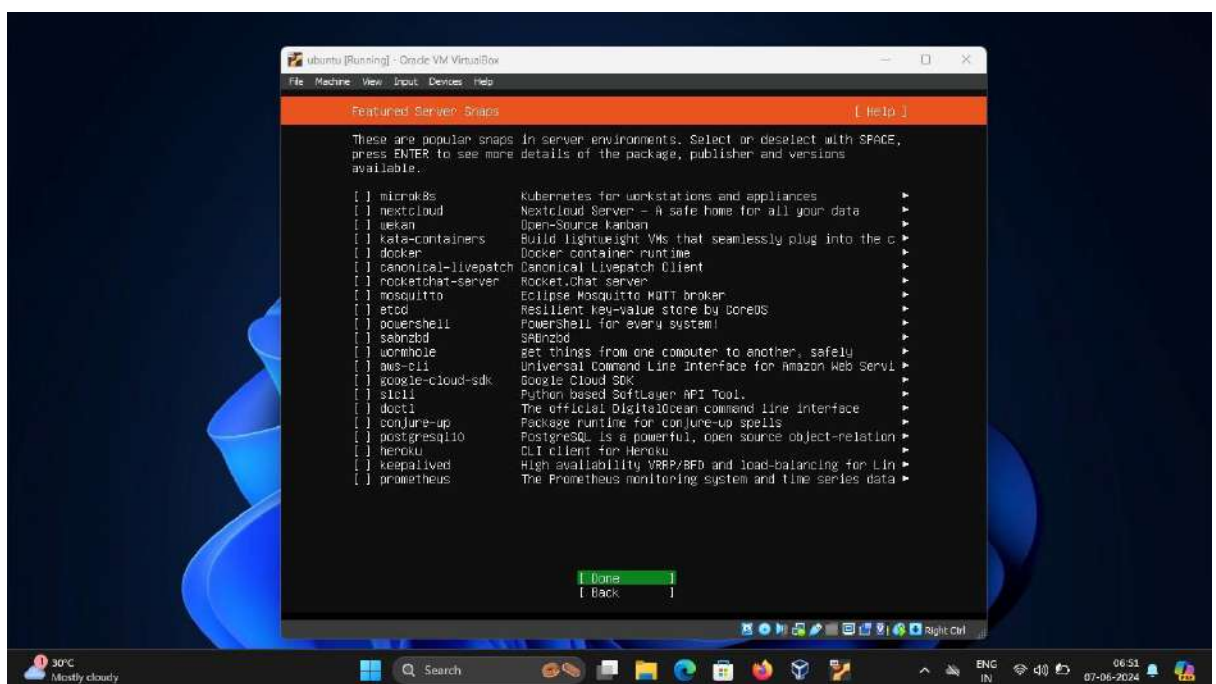 ubuntu [Running] - Oracle VM VirtualBox
File Machine View Input Devices Help
Featured Server Snaps [ Help ]
These are popular snaps in server environments. Select or deselect with SPACE,
press ENTER to see more details of the package, publisher and versions
available.
[ ] microk8s Kubernetes for workstations and appliances ►
[ ] nextcloud Nextcloud Server - A safe home for all your data ►
[ ] wekan Open-Source kanban ►
[ ] kata-containers Build lightweight VMs that seamlessly plug into the c ►
[ ] docker Docker container runtime ►
[ ] canonical-livepatch Canonical Livepatch Client ►
[ ] rocketchat-server Rocket.Chat server ►
[ ] mosquitto Eclipse Mosquitto MQTT broker ►
[ ] etcd Resilient key-value store by CoreOS ►
[ ] powershell PowerShell for every system! ►
[ ] sabnzbd SABnzbd ►
[ ] wormhole get things from one computer to another, safely ►
[ ] aws-cli Universal Command Line Interface for Amazon Web Servi ►
[ ] google-cloud-sdk Google Cloud SDK ►
[ ] slcli Python based SoftLayer API Tool. ►
[ ] doctl The official DigitalOcean command line interface ►
[ ] conjure-up Package runtime for conjure-up spells ►
[ ] postgresql10 PostgreSQL is a powerful, open source object-relation ►
[ ] heroku CLI client for Heroku ►
[ ] keepalived High availability VRRP/BFD and load-balancing for Lin ►
[ ] prometheus The Prometheus monitoring system and time series data ►
[ Done ]
[ Back ]
Right Ctrl
30°C
Mostly cloudy
Search
ENG
IN
06:51
07-06-2024